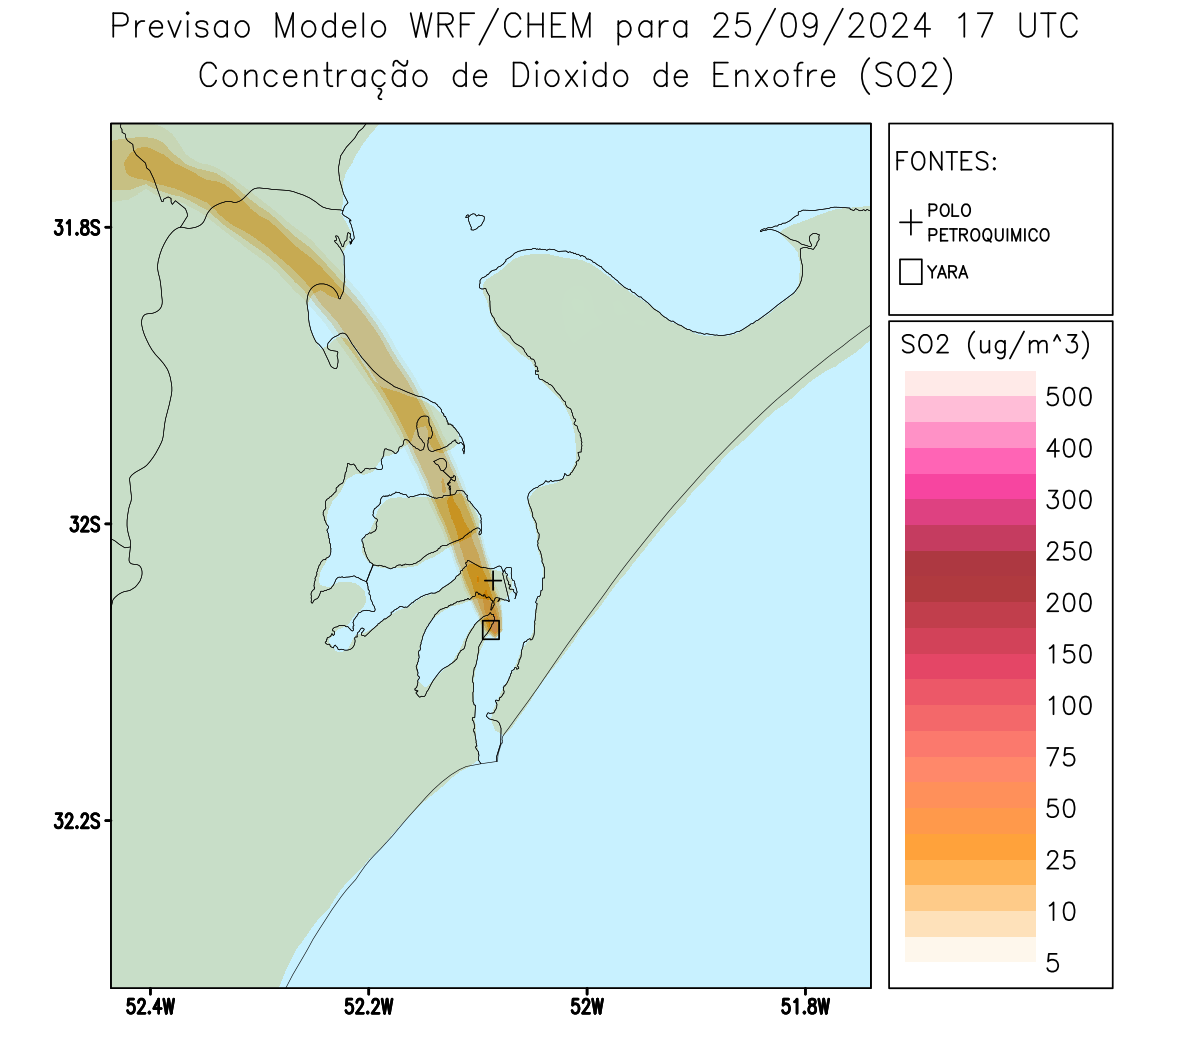 Previsao Modelo WRF/CHEM para 25/09/2024 17 UTC
Concentração de Dioxido de Enxofre (SO2)
FONTES:
POLO
PETROQUIMICO
YARA
SO2 (ug/m^3)
500
400
300
250
200
150
100
75
50
25
10
5
31.8S
32S
32.2S
52.4W
52.2W
52W
51.8W